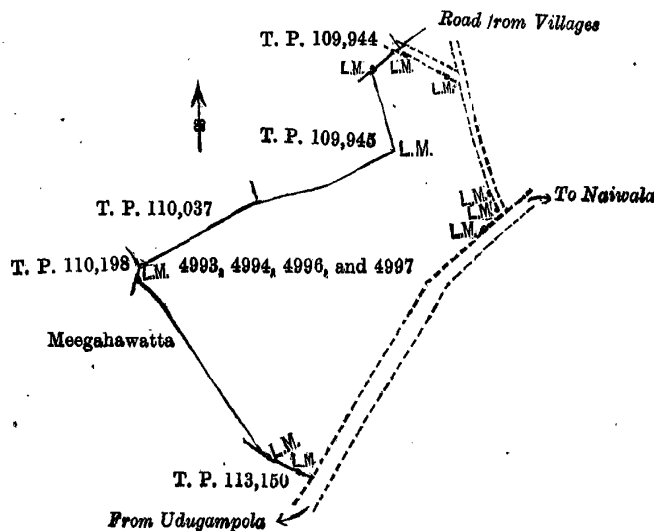 Road from Villages
T. P. 109,944
L.M. L.M.
L.M.
T. P. 109,945 L.M.
T. P. 110,037
L.M.
L.M.
L.M.
To Naiwala
T. P. 110,198 L.M. 4993, 4994, 4996, and 4997
Meegahawatta
L.M.
L.M.
T. P. 113,150
From Udugampola